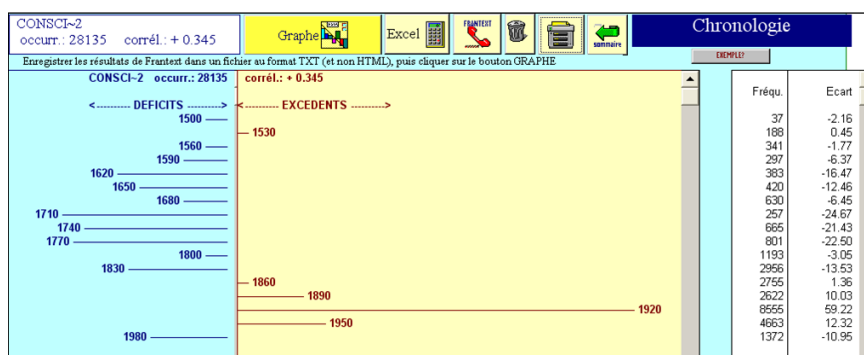 CONSCI~2
occurr.: 28135 corrél.: + 0.345
Graphe
Excel
FRANTEXT
sommaire
Chronologie
Enregistrer les résultats de Frantext dans un fichier au format TXT (et non HTML), puis cliquer sur le bouton GRAPHE
EXEMPLE?
CONSCI~2 occurr.: 28135 corrél.: + 0.345
<---------- DEFICITS ----------> <---------- EXCEDENTS ---------->
Fréqu. Ecart
1500 37 -2.16
1530 188 0.45
1560 341 -1.77
1590 297 -6.37
1620 383 -16.47
1650 420 -12.46
1680 630 -6.45
1710 257 -24.67
1740 665 -21.43
1770 801 -22.50
1800 1193 -3.05
1830 2956 -13.53
1860 2755 1.36
1890 2622 10.03
1920 8555 59.22
1950 4663 12.32
1980 1372 -10.95